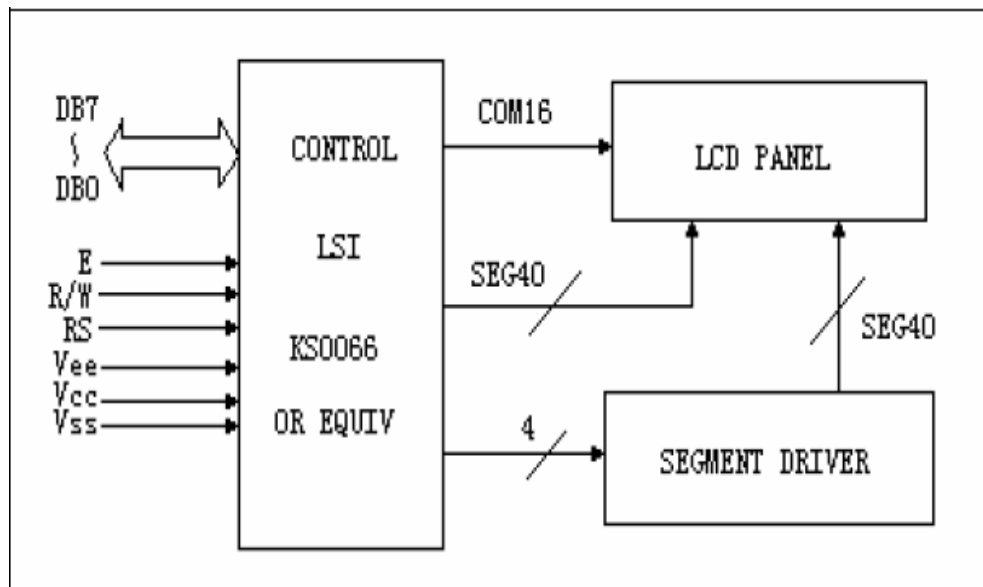 DB7
~
DB0
E
R/W
RS
Vee
Vcc
Vss
CONTROL
LSI
KS0066
OR EQUIV
COM16
SEG40
4
LCD PANEL
SEG40
SEGMENT DRIVER